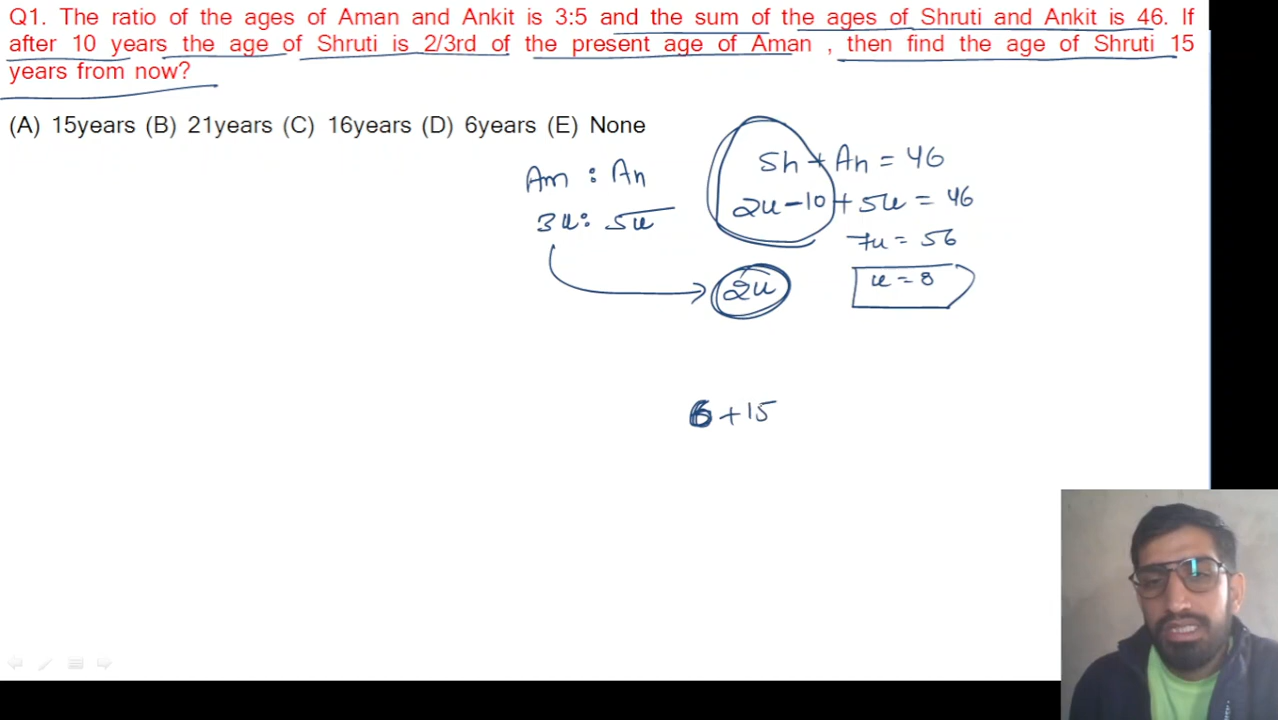 Q1. The ratio of the ages of Aman and Ankit is 3:5 and the sum of the ages of Shruti and Ankit is 46. If
after 10 years the age of Shruti is 2/3rd of the present age of Aman , then find the age of Shruti 15
years from now?
(A) 15years (B) 21years (C) 16years (D) 6years (E) None
Am : An
3u: 5u
2u
Sh + An = 46
2u-10 + 5u = 46
7u = 56
u = 8
6 + 15